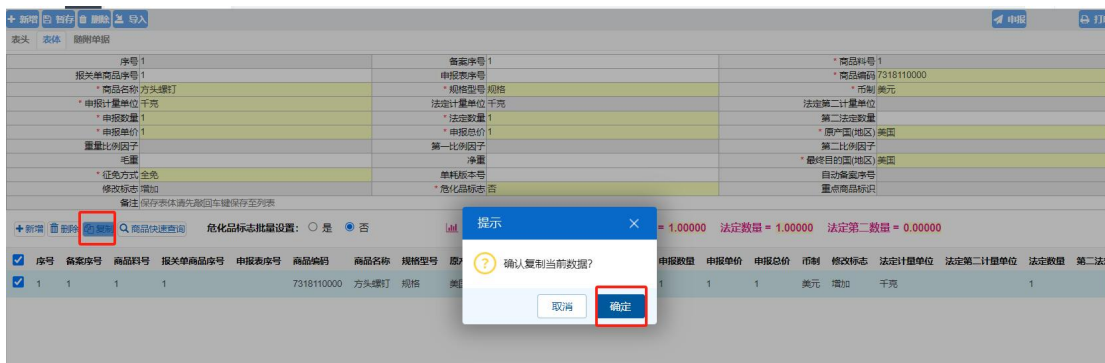 新增 暂存 删除 导入 申报 打
表头 表体 随附单据
序号 1 备案序号 1 * 商品料号 1
报关单商品序号 1 申报表序号 * 商品编码 7318110000
* 商品名称 方头螺钉 * 规格型号 规格 * 币制 美元
* 申报计量单位 千克 法定计量单位 千克 法定第二计量单位
* 申报数量 1 * 法定数量 1 第二法定数量
* 申报单价 1 * 申报总价 1 * 原产国(地区) 美国
重量比例因子 第一比例因子 第二比例因子
毛重 净重 * 最终目的国(地区) 美国
* 征免方式 全免 单耗版本号 自动备案序号
修改标志 增加 * 危化品标志 否 重点商品标识
备注 保存表体请先敲回车键保存至列表
新增 删除 复制 商品快速查询 危化品标志批量设置: 是 否 = 1.00000 法定数量 = 1.00000 法定第二数量 = 0.00000
提示
序号 备案序号 商品料号 报关单商品序号 申报表序号 商品编码 商品名称 规格型号 申报数量 申报单价 申报总价 币制 修改标志 法定计量单位 法定第二计量单位 法定数量 第二法
确认复制当前数据?
1 1 1 1 7318110000 方头螺钉 规格 1 1 1 美元 增加 千克 1
取消 确定